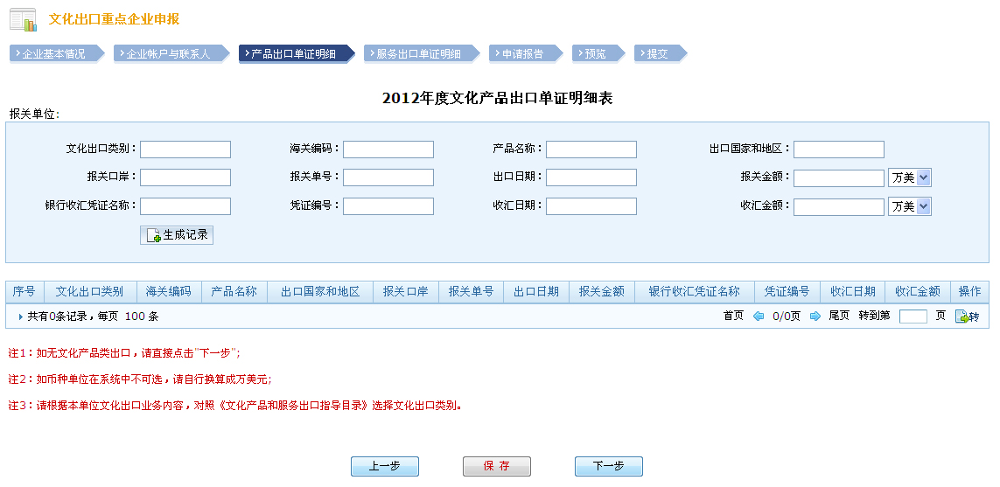 文化出口重点企业申报
企业基本情况 企业帐户与联系人 产品出口单证明细 服务出口单证明细 申请报告 预览 提交
2012年度文化产品出口单证明细表
报关单位:
文化出口类别： 海关编码： 产品名称： 出口国家和地区：
报关口岸： 报关单号： 出口日期： 报关金额： 万美
银行收汇凭证名称： 凭证编号： 收汇日期： 收汇金额： 万美
生成记录
序号 文化出口类别 海关编码 产品名称 出口国家和地区 报关口岸 报关单号 出口日期 报关金额 银行收汇凭证名称 凭证编号 收汇日期 收汇金额 操作
共有0条记录，每页 100 条 首页 0/0页 尾页 转到第 页 转
注1：如无文化产品类出口，请直接点击"下一步";
注2：如币种单位在系统中不可选，请自行换算成万美元;
注3：请根据本单位文化出口业务内容，对照《文化产品和服务出口指导目录》选择文化出口类别。
上一步 保 存 下一步